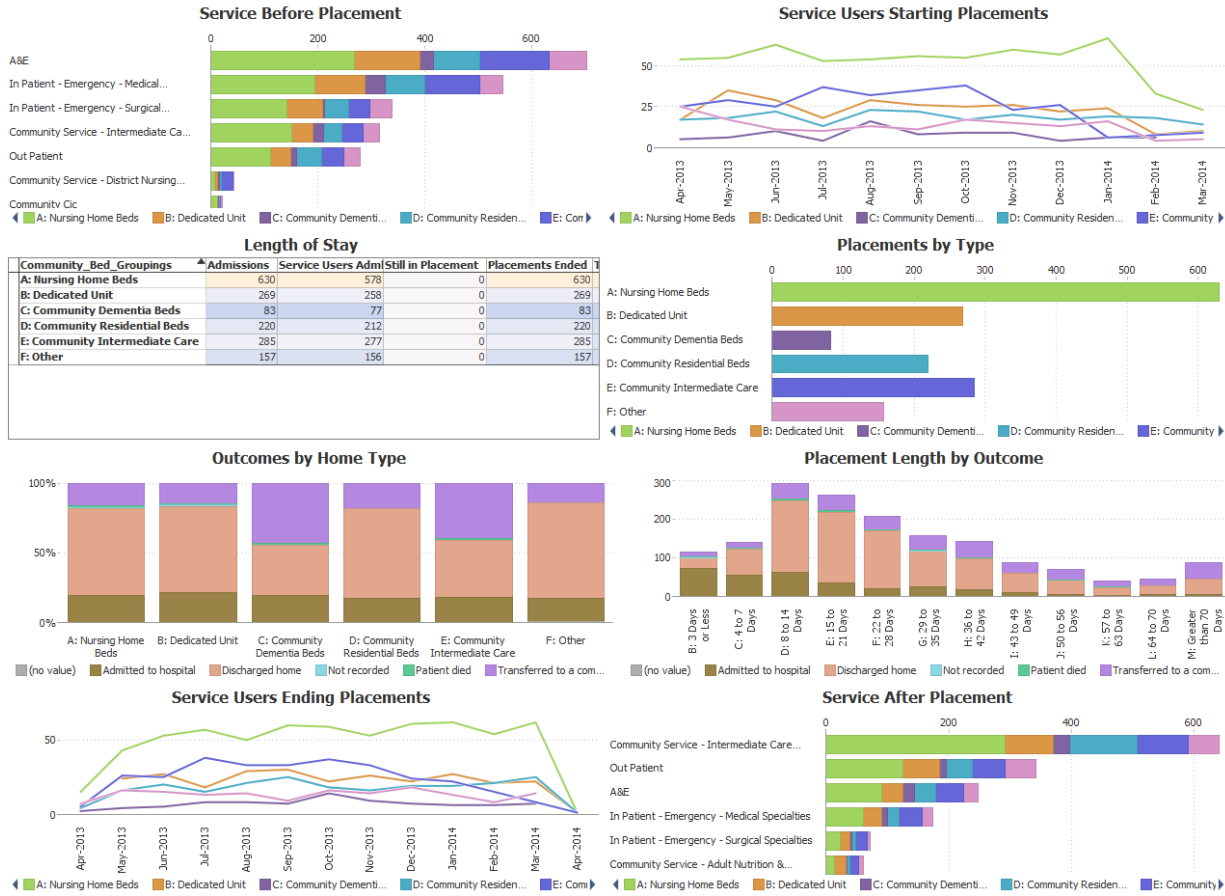 Service Before Placement
0 200 400 600
A&E
In Patient - Emergency - Medical...
In Patient - Emergency - Surgical...
Community Service - Intermediate Ca...
Out Patient
Community Service - District Nursing...
Community Cic
A: Nursing Home Beds B: Dedicated Unit C: Community Dementi... D: Community Residen... E: Com
Service Users Starting Placements
50
25
0
Apr-2013 May-2013 Jun-2013 Jul-2013 Aug-2013 Sep-2013 Oct-2013 Nov-2013 Dec-2013 Jan-2014 Feb-2014 Mar-2014
A: Nursing Home Beds B: Dedicated Unit C: Community Dementi... D: Community Residen... E: Community
Length of Stay
Community_Bed_Groupings Admissions Service Users Admi Still in Placement Placements Ended T
A: Nursing Home Beds 630 578 0 630
B: Dedicated Unit 269 258 0 269
C: Community Dementia Beds 83 77 0 83
D: Community Residential Beds 220 212 0 220
E: Community Intermediate Care 285 277 0 285
F: Other 157 156 0 157
Placements by Type
0 100 200 300 400 500 600
A: Nursing Home Beds
B: Dedicated Unit
C: Community Dementia Beds
D: Community Residential Beds
E: Community Intermediate Care
F: Other
A: Nursing Home Beds B: Dedicated Unit C: Community Dementi... D: Community Residen... E: Community
Outcomes by Home Type
100%
50%
0%
A: Nursing Home Beds B: Dedicated Unit C: Community Dementia Beds D: Community Residential Beds E: Community Intermediate Care F: Other
(no value) Admitted to hospital Discharged home Not recorded Patient died Transferred to a com...
Placement Length by Outcome
300
200
100
0
B: 3 Days or Less C: 4 to 7 Days D: 8 to 14 Days E: 15 to 21 Days F: 22 to 28 Days G: 29 to 35 Days H: 36 to 42 Days I: 43 to 49 Days J: 50 to 56 Days K: 57 to 63 Days L: 64 to 70 Days M: Greater than 70 Days
(no value) Admitted to hospital Discharged home Not recorded Patient died Transferred to a com...
Service Users Ending Placements
50
0
Apr-2013 May-2013 Jun-2013 Jul-2013 Aug-2013 Sep-2013 Oct-2013 Nov-2013 Dec-2013 Jan-2014 Feb-2014 Mar-2014 Apr-2014
A: Nursing Home Beds B: Dedicated Unit C: Community Dementi... D: Community Residen... E: Com
Service After Placement
0 200 400 600
Community Service - Intermediate Care...
Out Patient
A&E
In Patient - Emergency - Medical Specialties
In Patient - Emergency - Surgical Specialties
Community Service - Adult Nutrition &...
A: Nursing Home Beds B: Dedicated Unit C: Community Dementi... D: Community Residen... E: Community